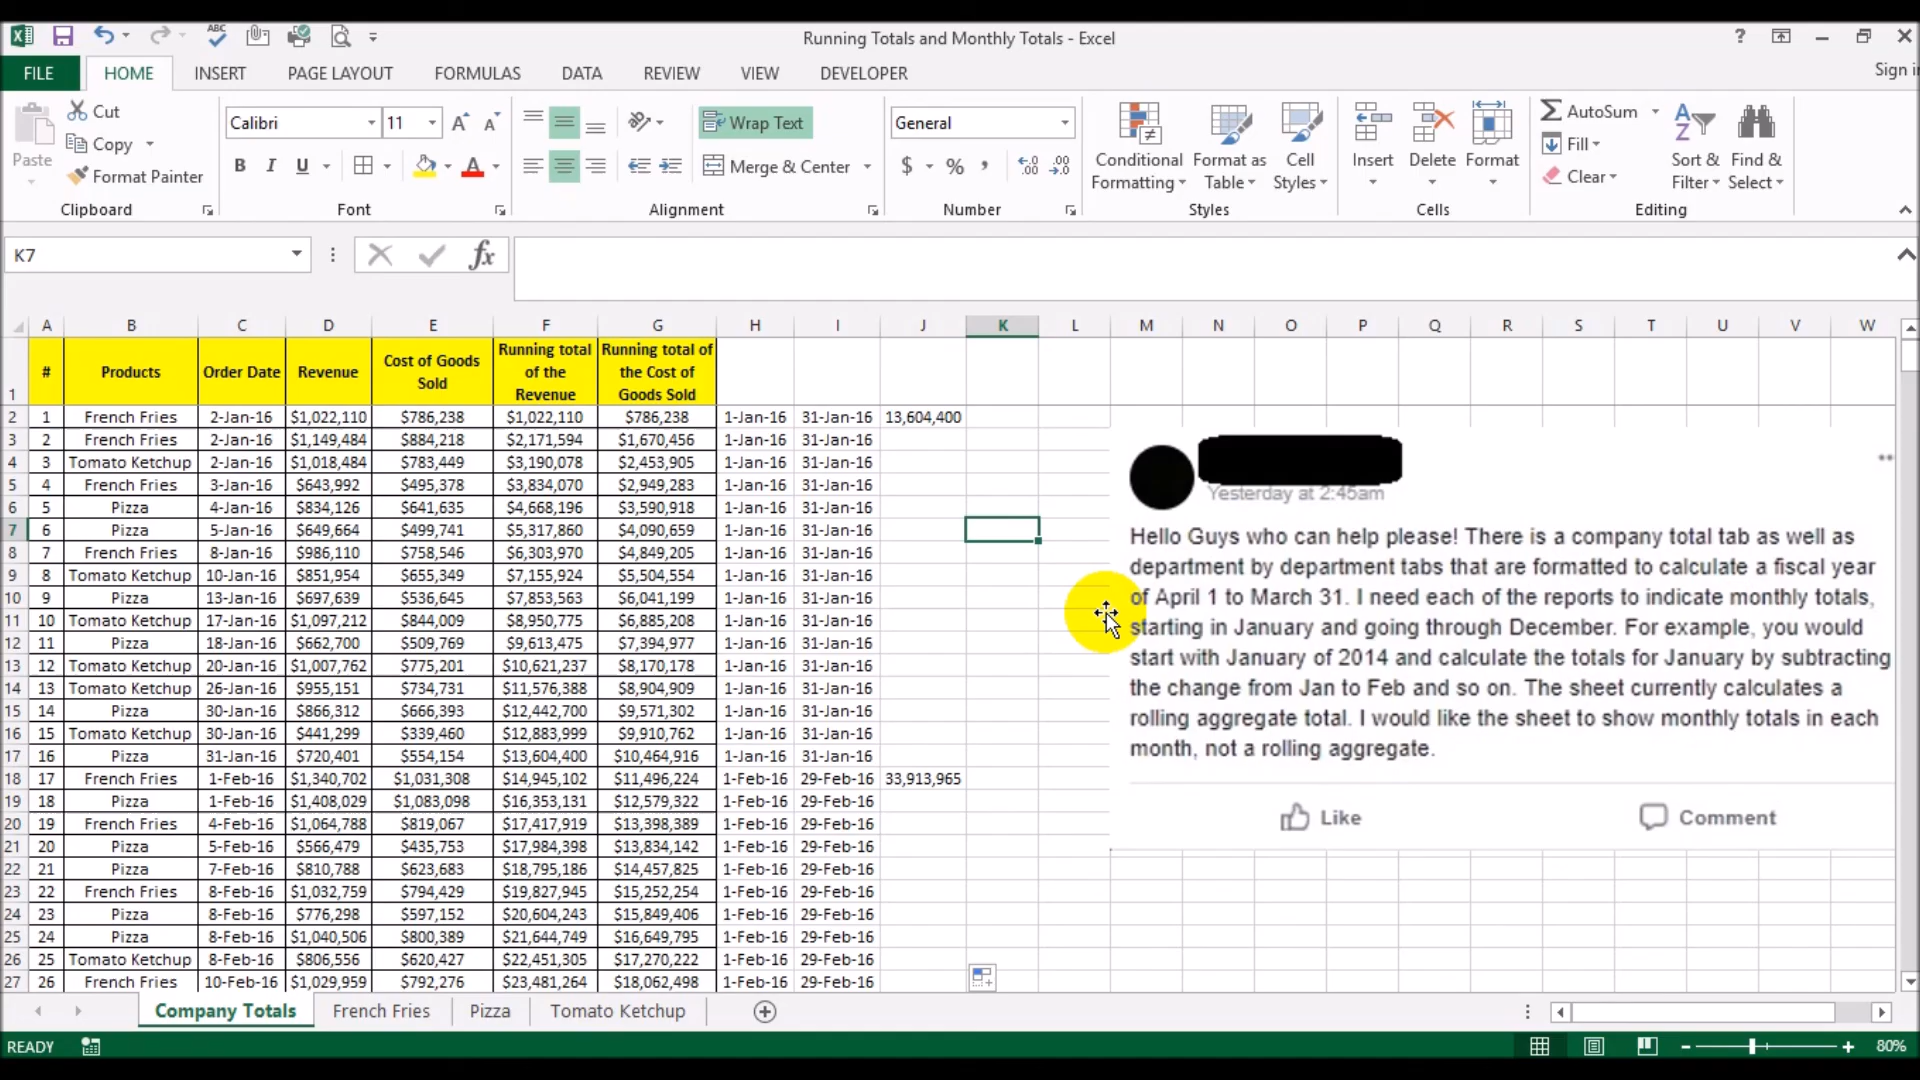 Running Totals and Monthly Totals - Excel
?
Sign i
FILE HOME INSERT PAGE LAYOUT FORMULAS DATA REVIEW VIEW DEVELOPER
Paste
Cut
Copy
Format Painter
Clipboard
Calibri 11
B I U
Font
Wrap Text
Merge & Center
Alignment
General
$ % ,
Number
Conditional Formatting
Format as Table
Cell Styles
Styles
Insert Delete Format
Cells
AutoSum
Fill
Clear
Sort & Filter
Find & Select
Editing
K7
fx
A B C D E F G H I J K L M N O P Q R S T U V W
1 # Products Order Date Revenue Cost of Goods Sold Running total of the Revenue Running total of the Cost of Goods Sold
2 1 French Fries 2-Jan-16 $1,022,110 $786,238 $1,022,110 $786,238 1-Jan-16 31-Jan-16 13,604,400
3 2 French Fries 2-Jan-16 $1,149,484 $884,218 $2,171,594 $1,670,456 1-Jan-16 31-Jan-16
4 3 Tomato Ketchup 2-Jan-16 $1,018,484 $783,449 $3,190,078 $2,453,905 1-Jan-16 31-Jan-16
5 4 French Fries 3-Jan-16 $643,992 $495,378 $3,834,070 $2,949,283 1-Jan-16 31-Jan-16
6 5 Pizza 4-Jan-16 $834,126 $641,635 $4,668,196 $3,590,918 1-Jan-16 31-Jan-16
7 6 Pizza 5-Jan-16 $649,664 $499,741 $5,317,860 $4,090,659 1-Jan-16 31-Jan-16
8 7 French Fries 8-Jan-16 $986,110 $758,546 $6,303,970 $4,849,205 1-Jan-16 31-Jan-16
9 8 Tomato Ketchup 10-Jan-16 $851,954 $655,349 $7,155,924 $5,504,554 1-Jan-16 31-Jan-16
10 9 Pizza 13-Jan-16 $697,639 $536,645 $7,853,563 $6,041,199 1-Jan-16 31-Jan-16
11 10 Tomato Ketchup 17-Jan-16 $1,097,212 $844,009 $8,950,775 $6,885,208 1-Jan-16 31-Jan-16
12 11 Pizza 18-Jan-16 $662,700 $509,769 $9,613,475 $7,394,977 1-Jan-16 31-Jan-16
13 12 Tomato Ketchup 20-Jan-16 $1,007,762 $775,201 $10,621,237 $8,170,178 1-Jan-16 31-Jan-16
14 13 Tomato Ketchup 26-Jan-16 $955,151 $734,731 $11,576,388 $8,904,909 1-Jan-16 31-Jan-16
15 14 Pizza 30-Jan-16 $866,312 $666,393 $12,442,700 $9,571,302 1-Jan-16 31-Jan-16
16 15 Tomato Ketchup 30-Jan-16 $441,299 $339,460 $12,883,999 $9,910,762 1-Jan-16 31-Jan-16
17 16 Pizza 31-Jan-16 $720,401 $554,154 $13,604,400 $10,464,916 1-Jan-16 31-Jan-16
18 17 French Fries 1-Feb-16 $1,340,702 $1,031,308 $14,945,102 $11,496,224 1-Feb-16 29-Feb-16 33,913,965
19 18 Pizza 1-Feb-16 $1,408,029 $1,083,098 $16,353,131 $12,579,322 1-Feb-16 29-Feb-16
20 19 French Fries 4-Feb-16 $1,064,788 $819,067 $17,417,919 $13,398,389 1-Feb-16 29-Feb-16
21 20 Pizza 5-Feb-16 $566,479 $435,753 $17,984,398 $13,834,142 1-Feb-16 29-Feb-16
22 21 Pizza 7-Feb-16 $810,788 $623,683 $18,795,186 $14,457,825 1-Feb-16 29-Feb-16
23 22 French Fries 8-Feb-16 $1,032,759 $794,429 $19,827,945 $15,252,254 1-Feb-16 29-Feb-16
24 23 Pizza 8-Feb-16 $776,298 $597,152 $20,604,243 $15,849,406 1-Feb-16 29-Feb-16
25 24 Pizza 8-Feb-16 $1,040,506 $800,389 $21,644,749 $16,649,795 1-Feb-16 29-Feb-16
26 25 Tomato Ketchup 8-Feb-16 $806,556 $620,427 $22,451,305 $17,270,222 1-Feb-16 29-Feb-16
27 26 French Fries 10-Feb-16 $1,029,959 $792,276 $23,481,264 $18,062,498 1-Feb-16 29-Feb-16
Yesterday at 2:45am
Hello Guys who can help please! There is a company total tab as well as
department by department tabs that are formatted to calculate a fiscal year
of April 1 to March 31. I need each of the reports to indicate monthly totals,
starting in January and going through December. For example, you would
start with January of 2014 and calculate the totals for January by subtracting
the change from Jan to Feb and so on. The sheet currently calculates a
rolling aggregate total. I would like the sheet to show monthly totals in each
month, not a rolling aggregate.
Like Comment
Company Totals French Fries Pizza Tomato Ketchup
READY 80%